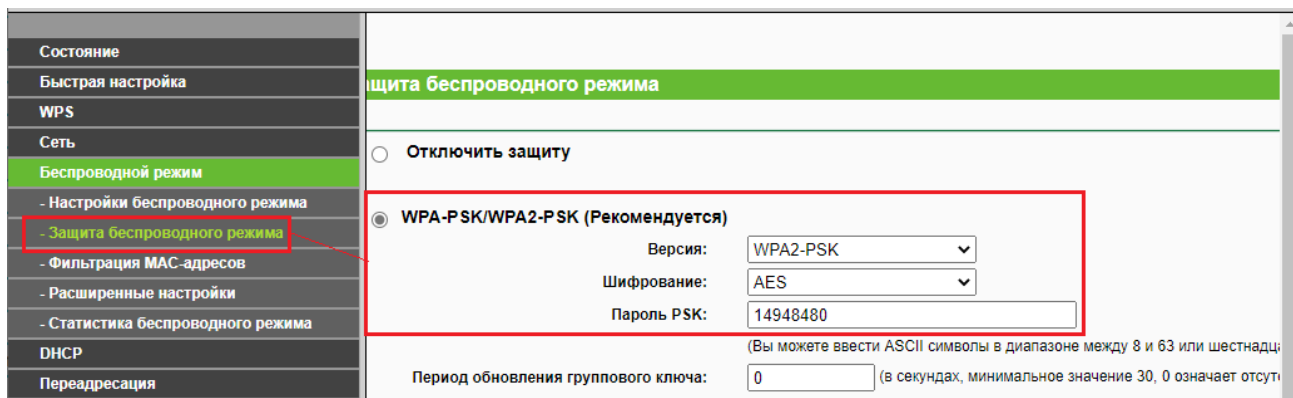 Состояние
Быстрая настройка
WPS
Сеть
Беспроводной режим
- Настройки беспроводного режима
- Защита беспроводного режима
- Фильтрация MAC-адресов
- Расширенные настройки
- Статистика беспроводного режима
DHCP
Переадресация
щита беспроводного режима
Отключить защиту
WPA-PSK/WPA2-PSK (Рекомендуется)
Версия: WPA2-PSK
Шифрование: AES
Пароль PSK: 14948480
(Вы можете ввести ASCII символы в диапазоне между 8 и 63 или шестнадц
Период обновления группового ключа: 0 (в секундах, минимальное значение 30, 0 означает отсут